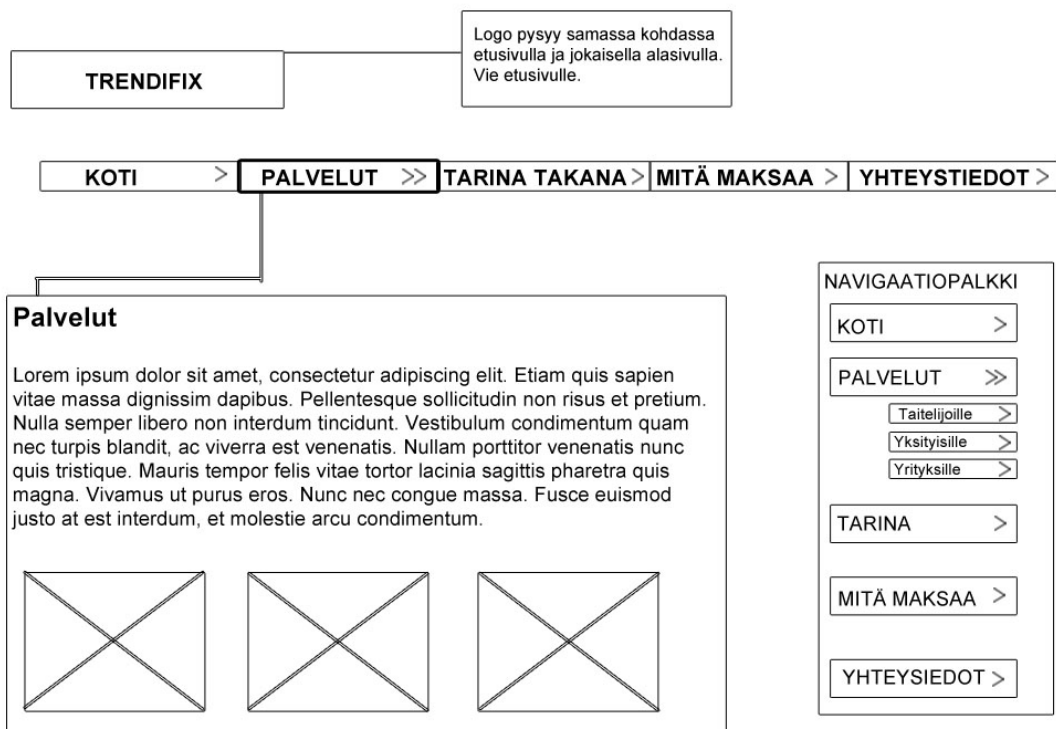 Logo pysyy samassa kohdassa
etusivulla ja jokaisella alasivulla.
Vie etusivulle.
TRENDIFIX
KOTI >
PALVELUT >>
TARINA TAKANA >
MITÄ MAKSAA >
YHTEYSTIEDOT >
Palvelut
Lorem ipsum dolor sit amet, consectetur adipiscing elit. Etiam quis sapien
vitae massa dignissim dapibus. Pellentesque sollicitudin non risus et pretium.
Nulla semper libero non interdum tincidunt. Vestibulum condimentum quam
nec turpis blandit, ac viverra est venenatis. Nullam porttitor venenatis nunc
quis tristique. Mauris tempor felis vitae tortor lacinia sagittis pharetra quis
magna. Vivamus ut purus eros. Nunc nec congue massa. Fusce euismod
justo at est interdum, et molestie arcu condimentum.
NAVIGAATIOPALKKI
KOTI >
PALVELUT >>
Taitelijoille >
Yksityisille >
Yrityksille >
TARINA >
MITÄ MAKSAA >
YHTEYSIEDOT >